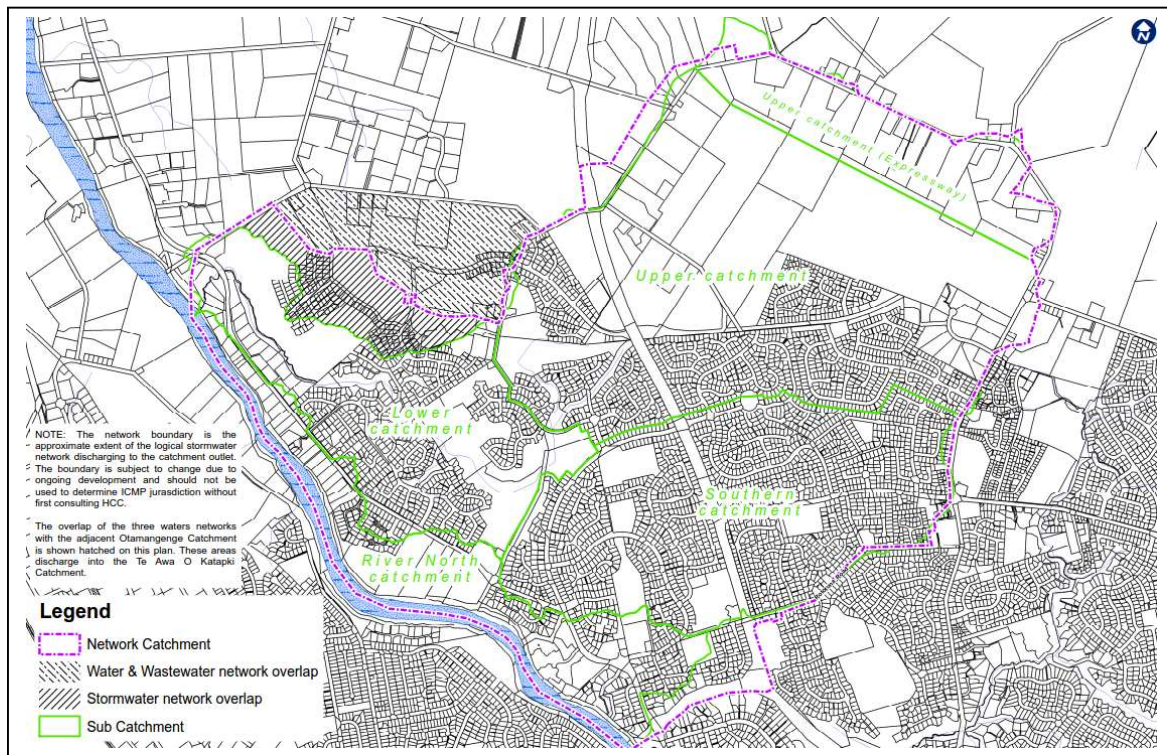 N
Upper catchment (Expressway)
Upper catchment
Lower
catchment
Southern
catchment
River North
catchment
NOTE: The network boundary is the
approximate extent of the logical stormwater
network discharging to the catchment outlet.
The boundary is subject to change due to
ongoing development and should not be
used to determine ICMP jurasdiction without
first consulting HCC.
The overlap of the three waters networks
with the adjacent Otamangenge Catchment
is shown hatched on this plan. These areas
discharge into the Te Awa O Katapki
Catchment.
Legend
Network Catchment
Water & Wastewater network overlap
Stormwater network overlap
Sub Catchment